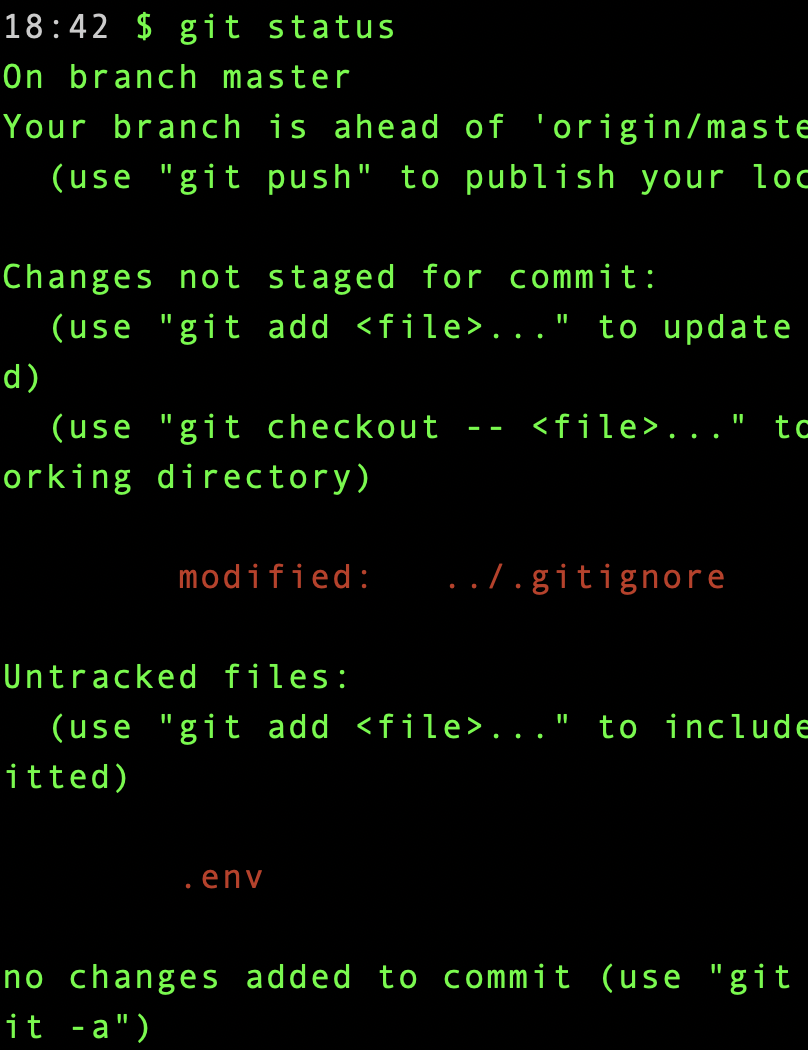 18:42 $ git status
On branch master
Your branch is ahead of 'origin/maste
(use "git push" to publish your loc
Changes not staged for commit:
(use "git add <file>..." to update
d)
(use "git checkout -- <file>..." to
orking directory)
modified:   ../.gitignore
Untracked files:
(use "git add <file>..." to include
itted)
.env
no changes added to commit (use "git
it -a")